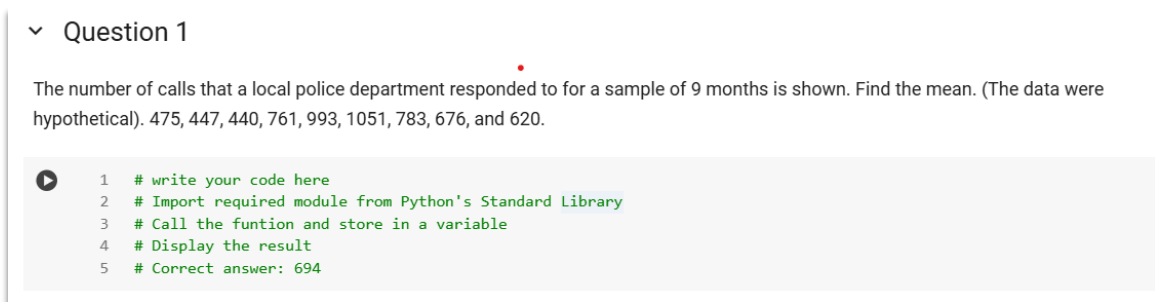 Question 1
The number of calls that a local police department responded to for a sample of 9 months is shown. Find the mean. (The data were
hypothetical). 475, 447, 440, 761, 993, 1051, 783, 676, and 620.
1 # write your code here
2 # Import required module from Python's Standard Library
3 # Call the funtion and store in a variable
4 # Display the result
5 # Correct answer: 694